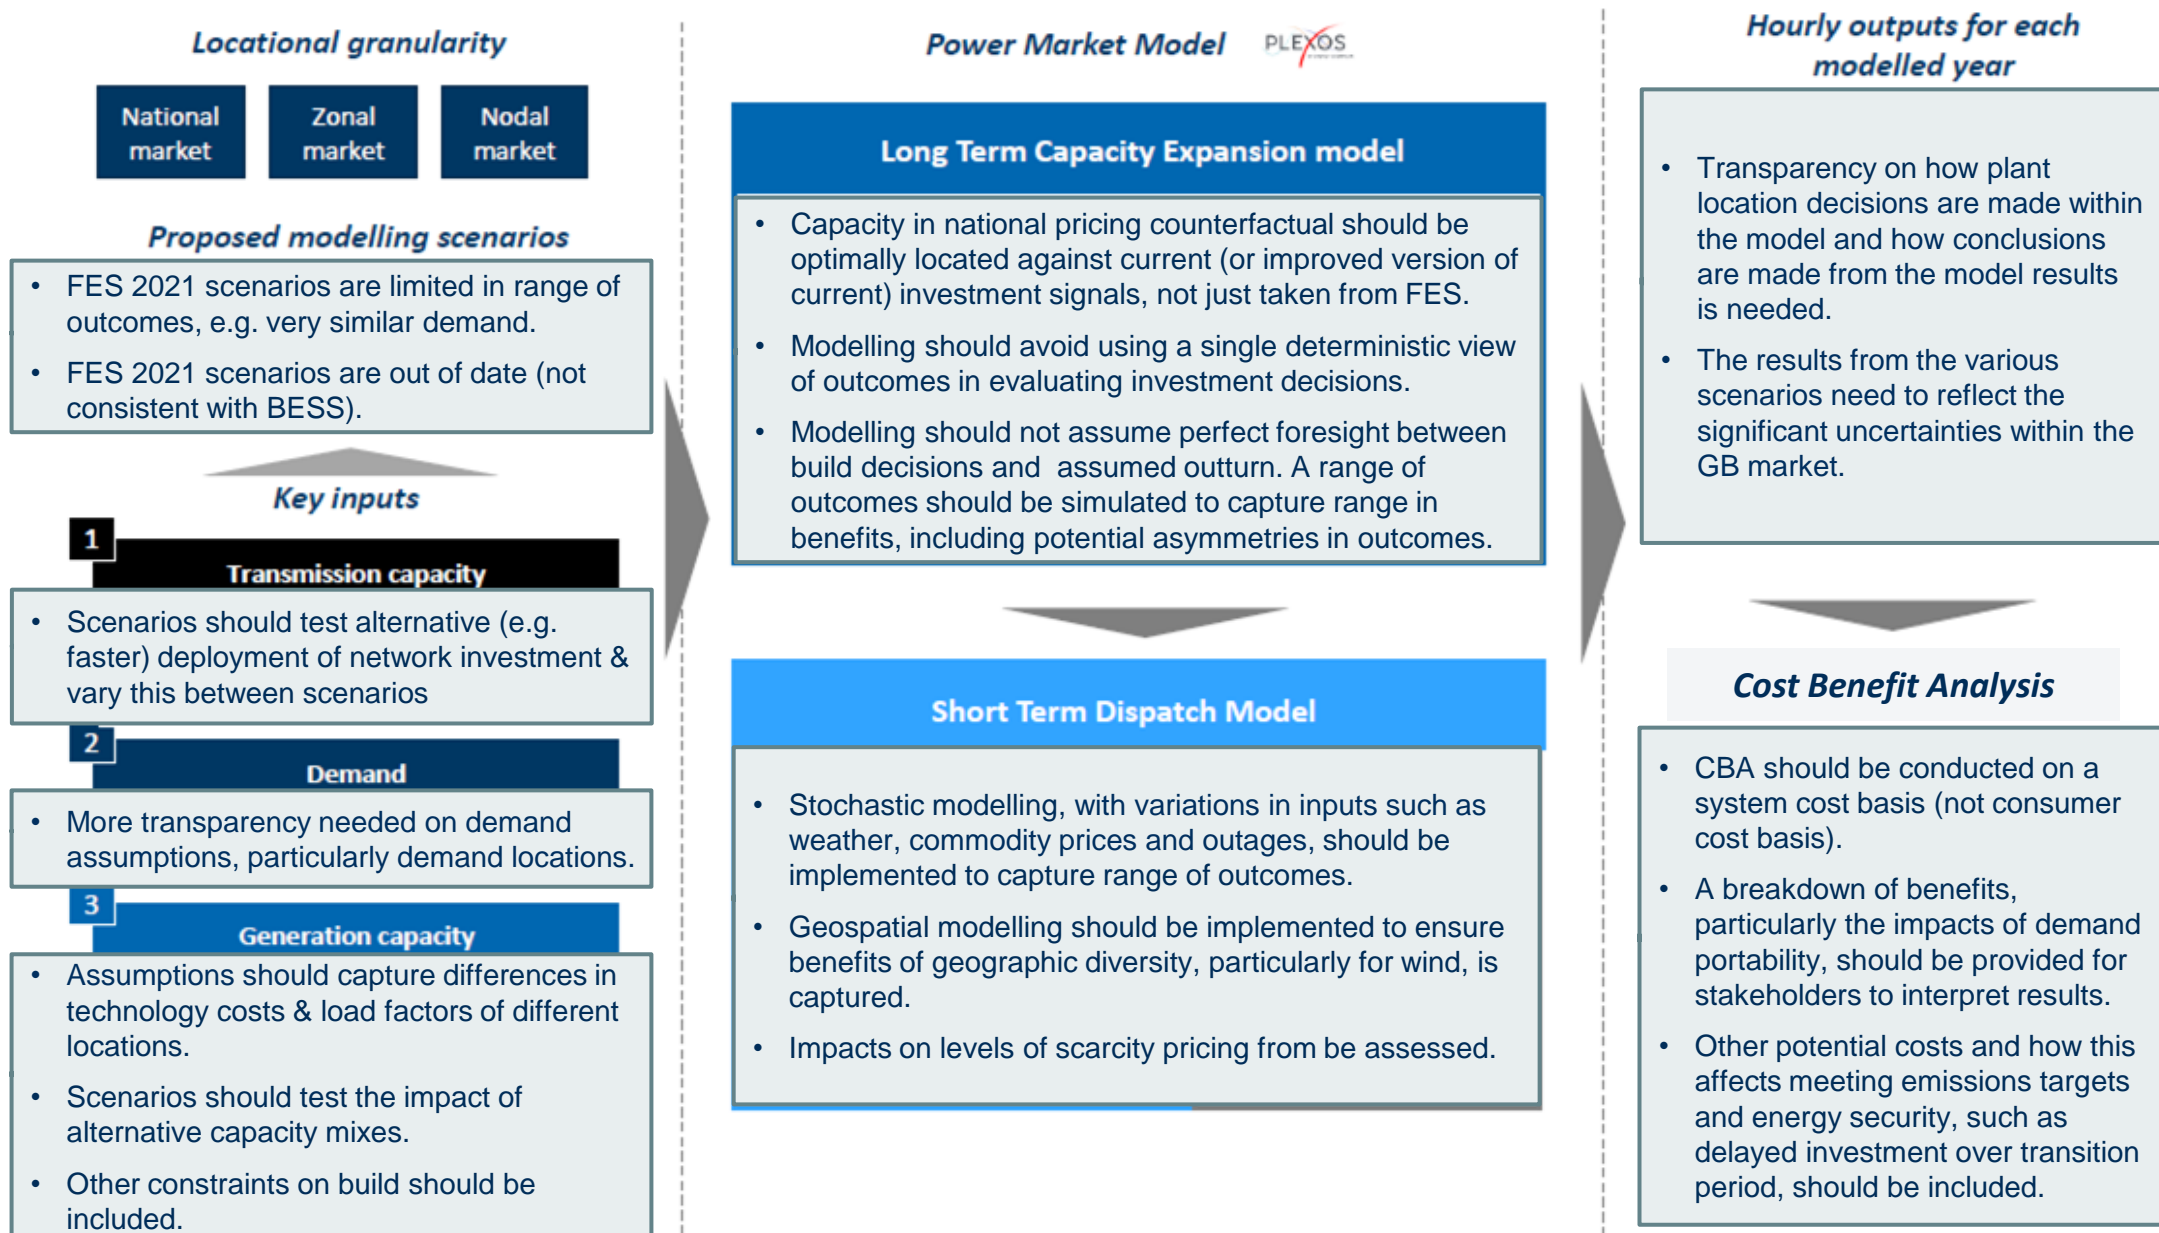 Locational granularity
National
market
Zonal
market
Nodal
market
Proposed modelling scenarios
• FES 2021 scenarios are limited in range of
outcomes, e.g. very similar demand.
• FES 2021 scenarios are out of date (not
consistent with BESS).
Key inputs
1
Transmission capacity
• Scenarios should test alternative (e.g.
faster) deployment of network investment &
vary this between scenarios
2
Demand
• More transparency needed on demand
assumptions, particularly demand locations.
3
Generation capacity
• Assumptions should capture differences in
technology costs & load factors of different
locations.
• Scenarios should test the impact of
alternative capacity mixes.
• Other constraints on build should be
included.
Power Market Model
PLEXOS
Long Term Capacity Expansion model
• Capacity in national pricing counterfactual should be
optimally located against current (or improved version of
current) investment signals, not just taken from FES.
• Modelling should avoid using a single deterministic view
of outcomes in evaluating investment decisions.
• Modelling should not assume perfect foresight between
build decisions and assumed outturn. A range of
outcomes should be simulated to capture range in
benefits, including potential asymmetries in outcomes.
Short Term Dispatch Model
• Stochastic modelling, with variations in inputs such as
weather, commodity prices and outages, should be
implemented to capture range of outcomes.
• Geospatial modelling should be implemented to ensure
benefits of geographic diversity, particularly for wind, is
captured.
• Impacts on levels of scarcity pricing from be assessed.
Hourly outputs for each
modelled year
• Transparency on how plant
location decisions are made within
the model and how conclusions
are made from the model results
is needed.
• The results from the various
scenarios need to reflect the
significant uncertainties within the
GB market.
Cost Benefit Analysis
• CBA should be conducted on a
system cost basis (not consumer
cost basis).
• A breakdown of benefits,
particularly the impacts of demand
portability, should be provided for
stakeholders to interpret results.
• Other potential costs and how this
affects meeting emissions targets
and energy security, such as
delayed investment over transition
period, should be included.